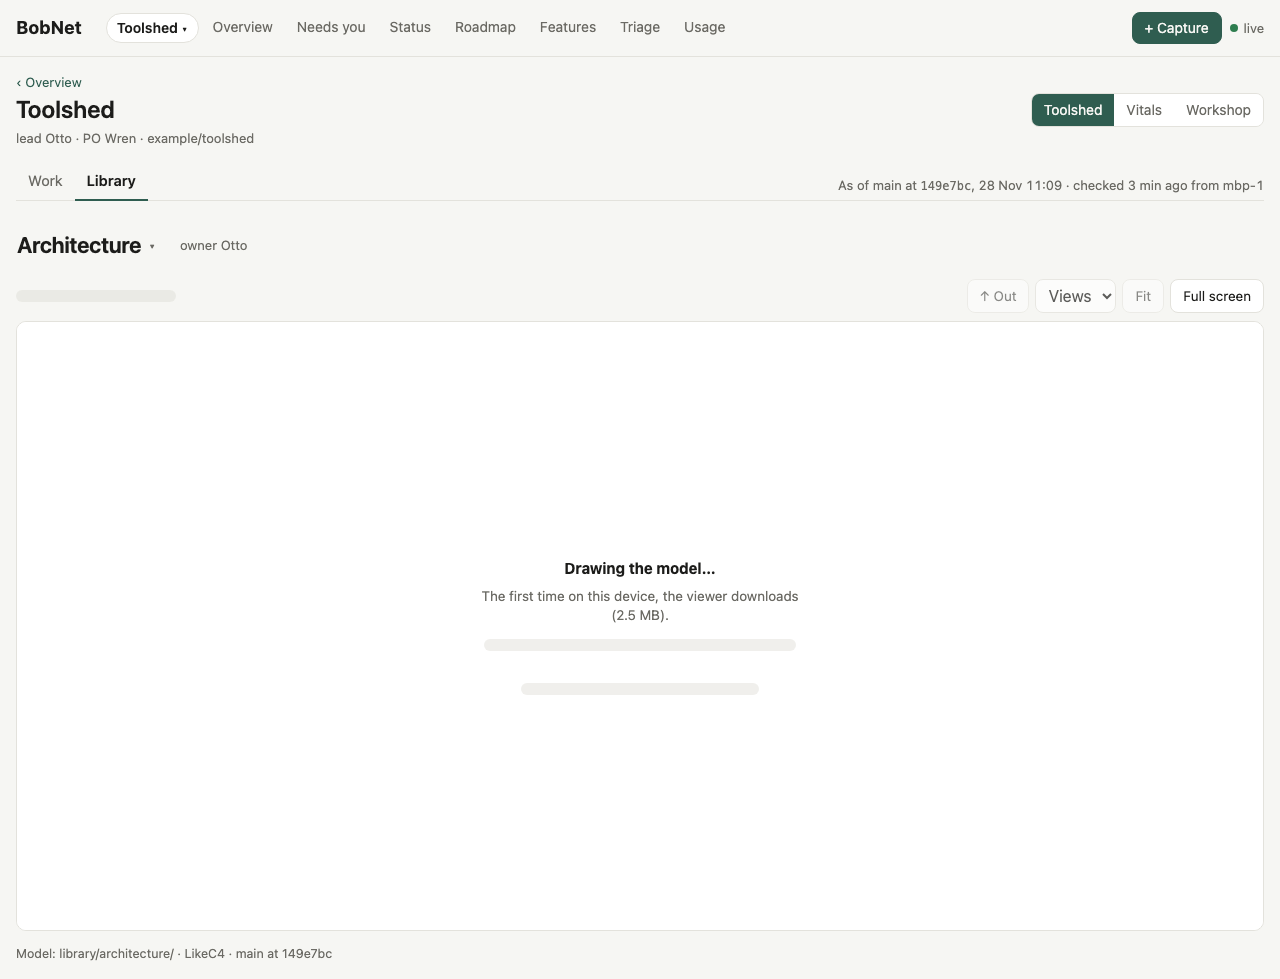 BobNet Toolshed ▾ Overview Needs you Status Roadmap Features Triage Usage + Capture live
‹ Overview
Toolshed
Toolshed Vitals Workshop
lead Otto · PO Wren · example/toolshed
Work Library
As of main at 149e7bc, 28 Nov 11:09 · checked 3 min ago from mbp-1
Architecture ▾ owner Otto
↑ Out Views Fit Full screen
Drawing the model…
The first time on this device, the viewer downloads
(2.5 MB).
Model: library/architecture/ · LikeC4 · main at 149e7bc